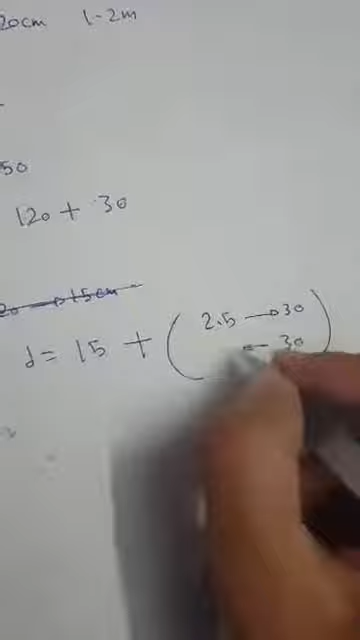 20cm 1-2m
50
120 + 30
20 → 15cm
d = 15 + ( 2.5 → 30
← 30 )